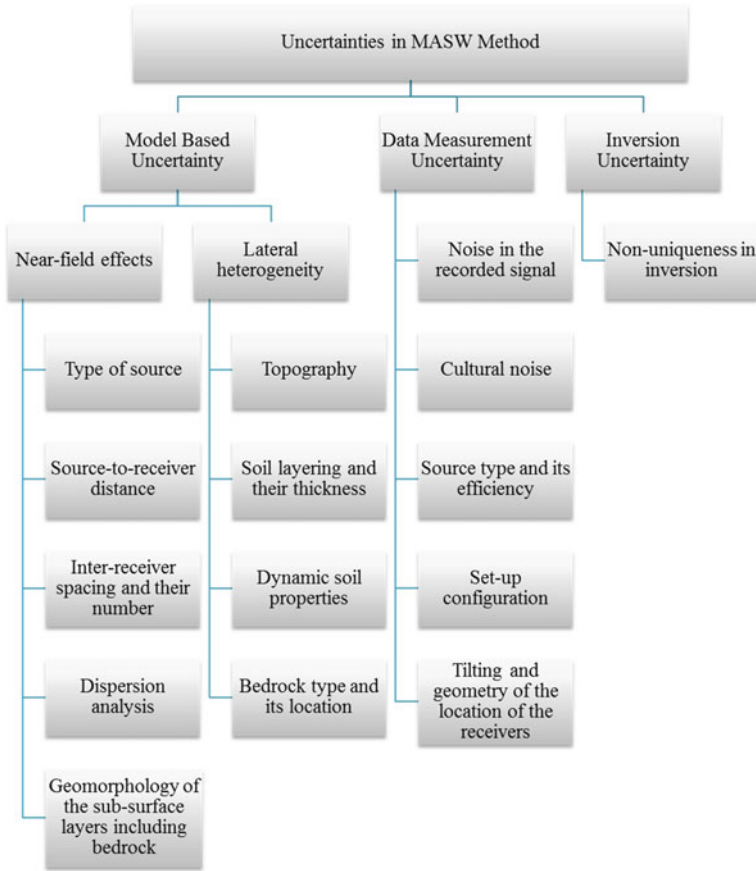 Uncertainties in MASW Method
Model Based
Uncertainty
Data Measurement
Uncertainty
Inversion
Uncertainty
Near-field effects
Lateral
heterogeneity
Noise in the
recorded signal
Non-uniqueness in
inversion
Type of source
Topography
Cultural noise
Source-to-receiver
distance
Soil layering and
their thickness
Source type and its
efficiency
Inter-receiver
spacing and their
number
Dynamic soil
properties
Set-up
configuration
Dispersion
analysis
Bedrock type and
its location
Tilting and
geometry of the
location of the
receivers
Geomorphology of
the sub-surface
layers including
bedrock